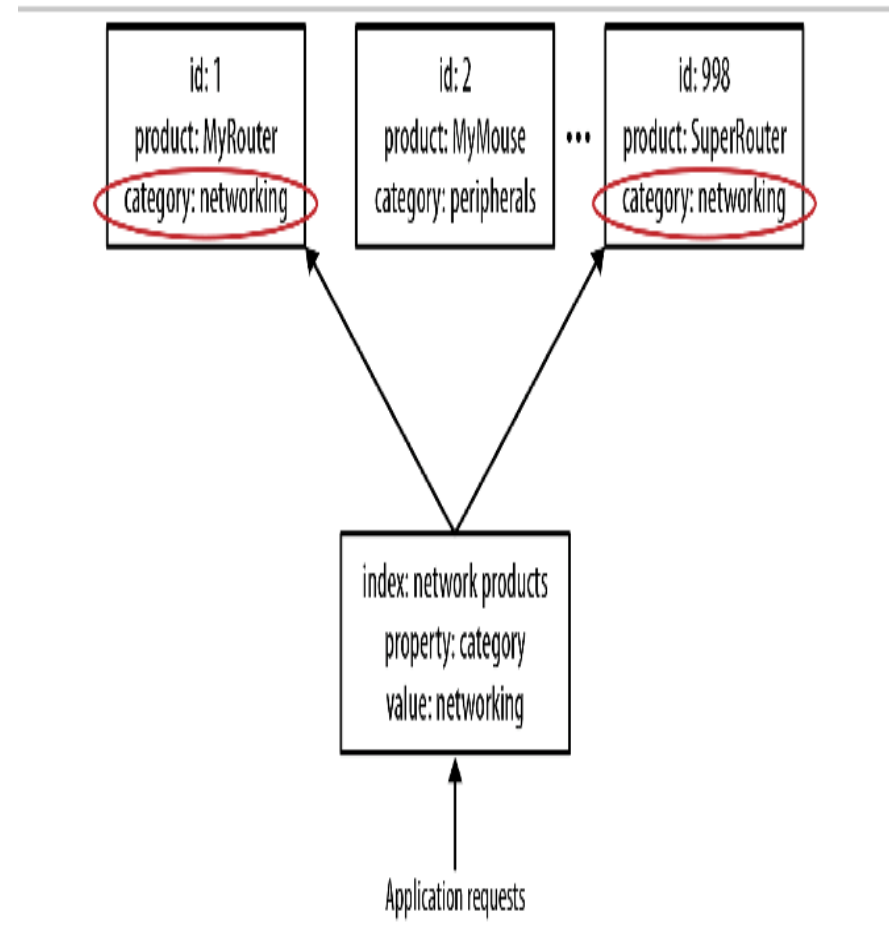 id: 1
product: MyRouter
category: networking
id: 2
product: MyMouse
category: peripherals
...
id: 998
product: SuperRouter
category: networking
index: network products
property: category
value: networking
Application requests